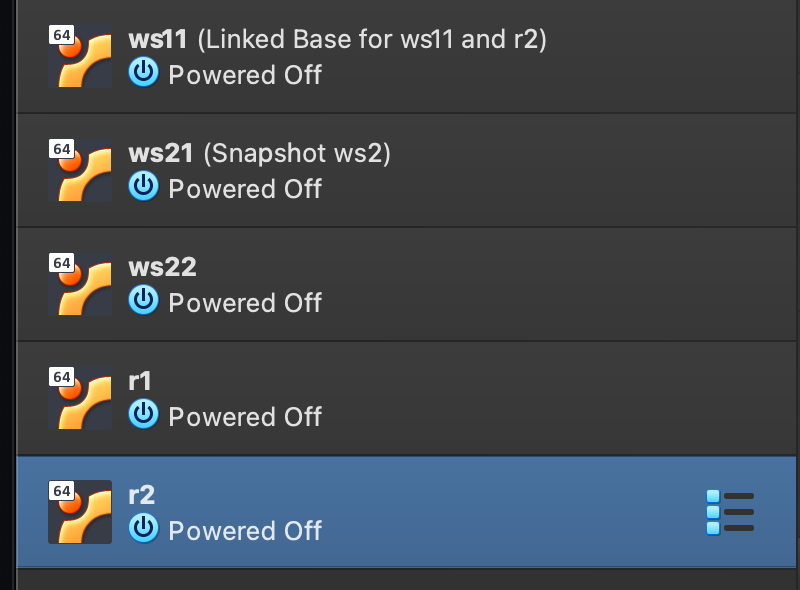 64
ws11 (Linked Base for ws11 and r2)
Powered Off
64
ws21 (Snapshot ws2)
Powered Off
64
ws22
Powered Off
64
r1
Powered Off
64
r2
Powered Off